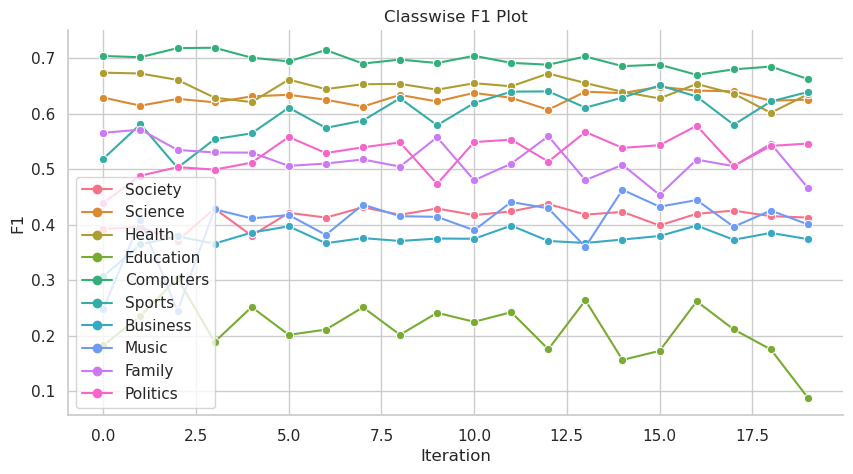 Classwise F1 Plot
F1
0.7
0.6
0.5
0.4
0.3
0.2
0.1
Society
Science
Health
Education
Computers
Sports
Business
Music
Family
Politics
0.0 2.5 5.0 7.5 10.0 12.5 15.0 17.5
Iteration